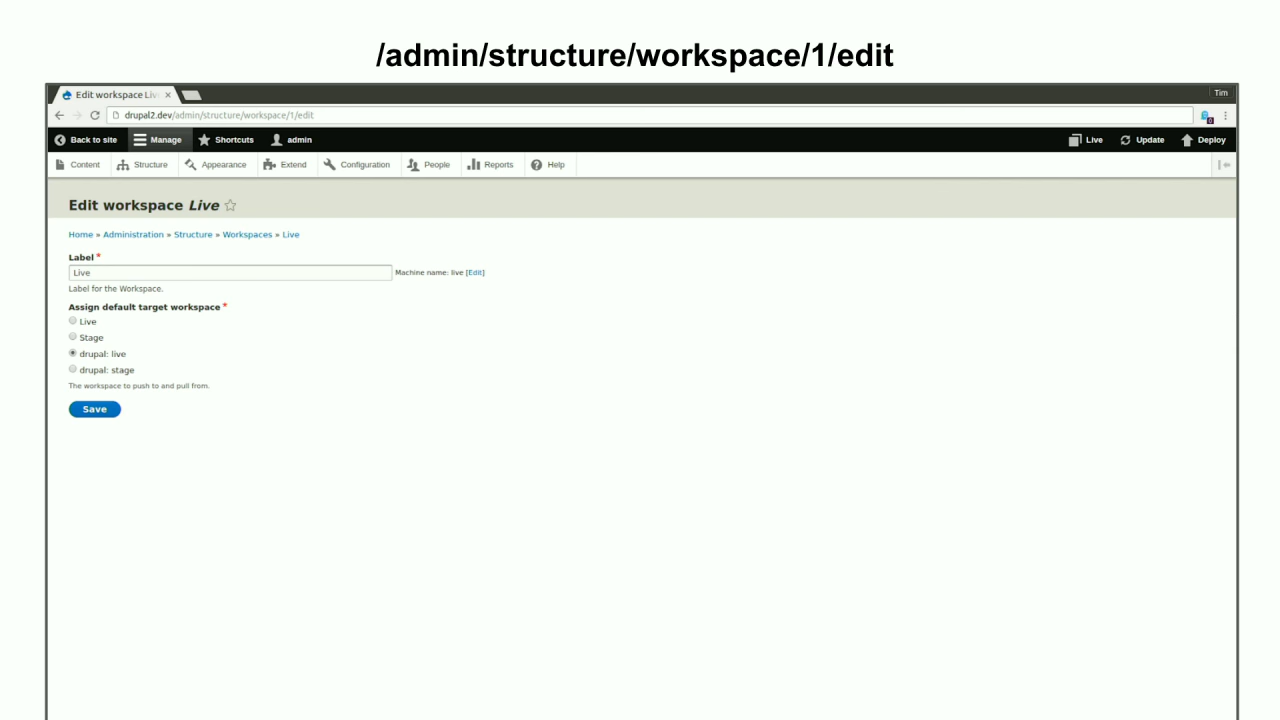 /admin/structure/workspace/1/edit
Edit workspace Liv ×
Tim
drupal2.dev/admin/structure/workspace/1/edit
Back to site Manage Shortcuts admin Live Update Deploy
Content Structure Appearance Extend Configuration People Reports Help
Edit workspace Live
Home » Administration » Structure » Workspaces » Live
Label *
Live Machine name: live [Edit]
Label for the Workspace.
Assign default target workspace *
Live
Stage
drupal: live
drupal: stage
The workspace to push to and pull from.
Save